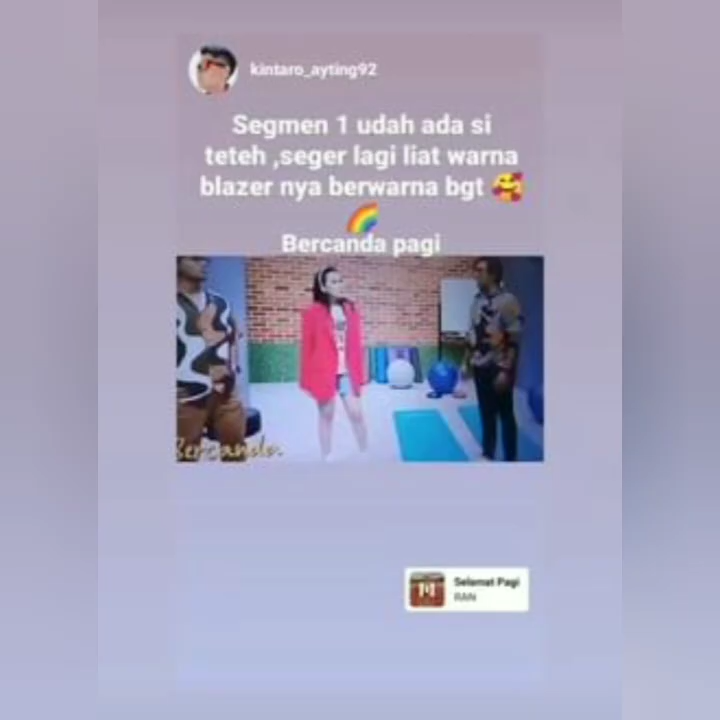 kintaro_ayting92
Segmen 1 udah ada si
teteh ,seger lagi liat warna
blazer nya berwarna bgt 🥰
🌈
Bercanda pagi
Bercanda
Selamat Pagi
RAN